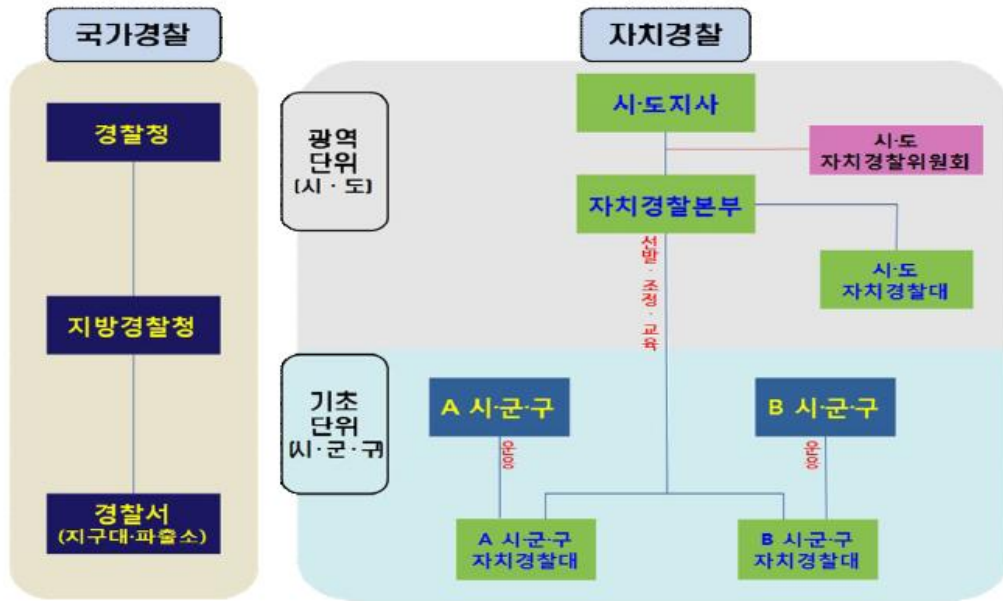 국가경찰
자치경찰
경찰청
지방경찰청
경찰서
(지구대·파출소)
광역
단위
(시·도)
시·도지사
시·도
자치경찰위원회
자치경찰본부
선발·조정·교육
시·도
자치경찰대
기초
단위
(시·군·구)
A 시·군·구
B 시·군·구
운용
운용
A 시·군·구
자치경찰대
B 시·군·구
자치경찰대